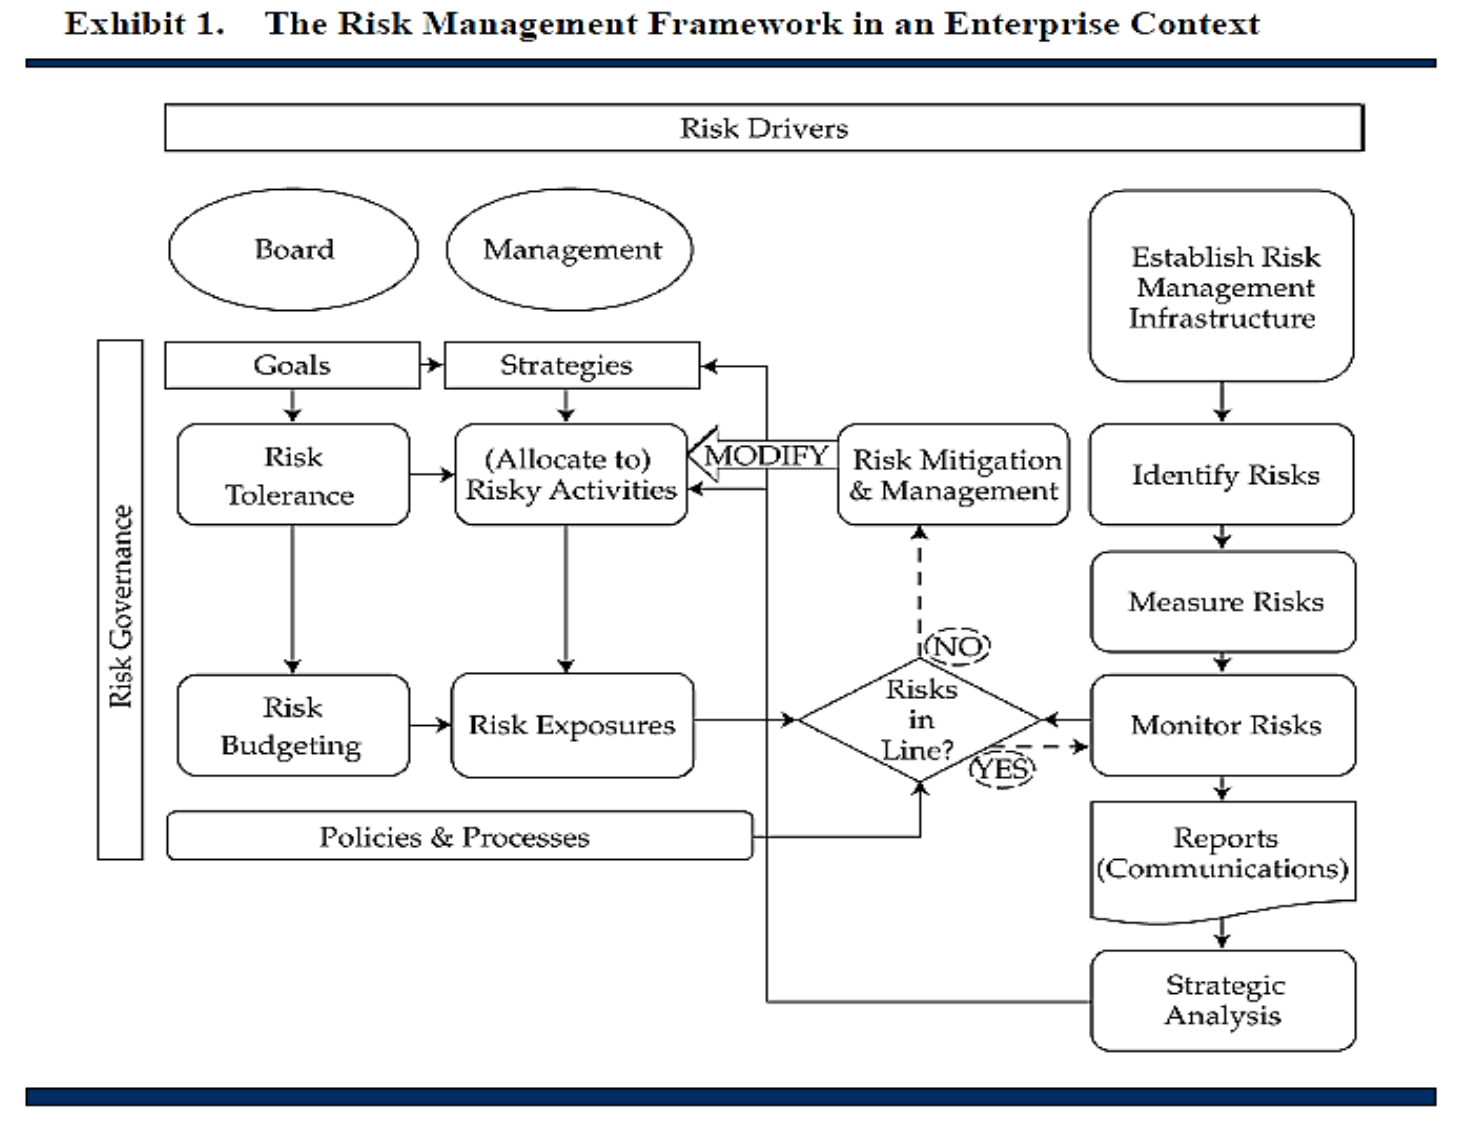 Exhibit 1. The Risk Management Framework in an Enterprise Context
Risk Drivers
Board
Management
Establish Risk
Management
Infrastructure
Goals
Strategies
Risk
Tolerance
(Allocate to)
Risky Activities
MODIFY
Risk Mitigation
& Management
Identify Risks
Risk Governance
Measure Risks
NO
Risk
Budgeting
Risk Exposures
Risks
in
Line?
YES
Monitor Risks
Policies & Processes
Reports
(Communications)
Strategic
Analysis